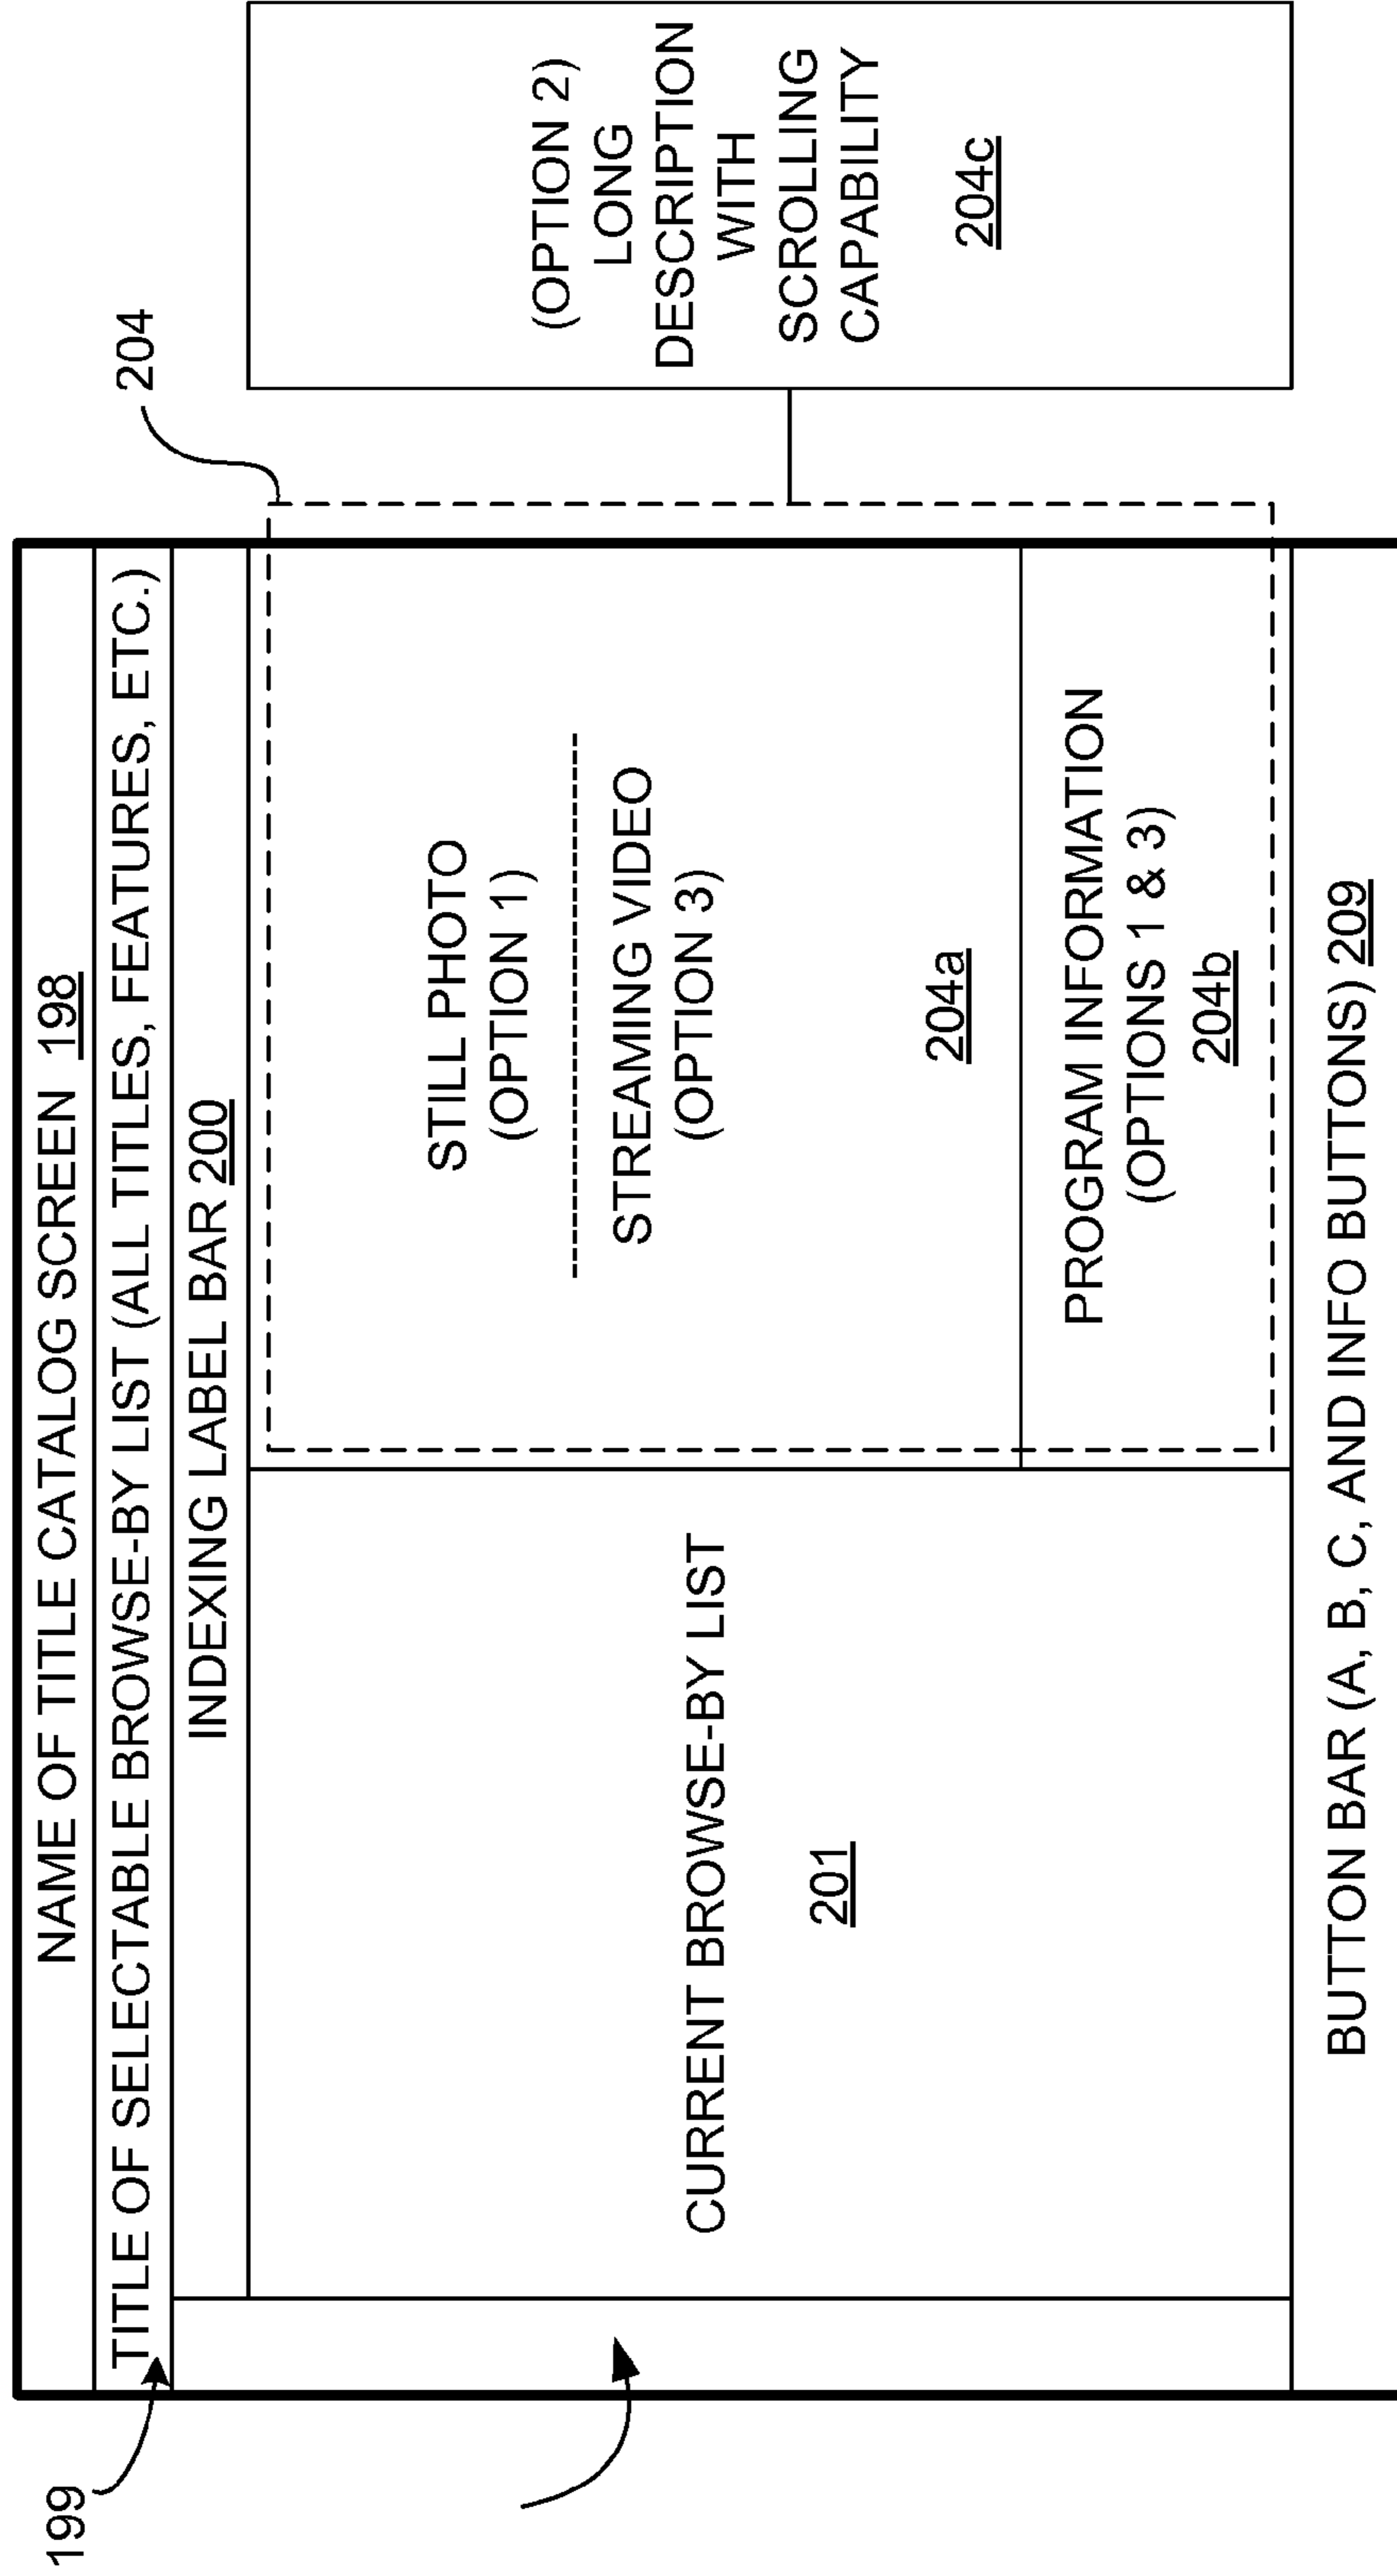 NAME OF TITLE CATALOG SCREEN 198
199
TITLE OF SELECTABLE BROWSE-BY LIST (ALL TITLES, FEATURES, ETC.)
204
INDEXING LABEL BAR 200
CURRENT BROWSE-BY LIST
201
STILL PHOTO
(OPTION 1)
STREAMING VIDEO
(OPTION 3)
204a
PROGRAM INFORMATION
(OPTIONS 1 & 3)
204b
(OPTION 2)
LONG
DESCRIPTION
WITH
SCROLLING
CAPABILITY
204c
BUTTON BAR (A, B, C, AND INFO BUTTONS) 209